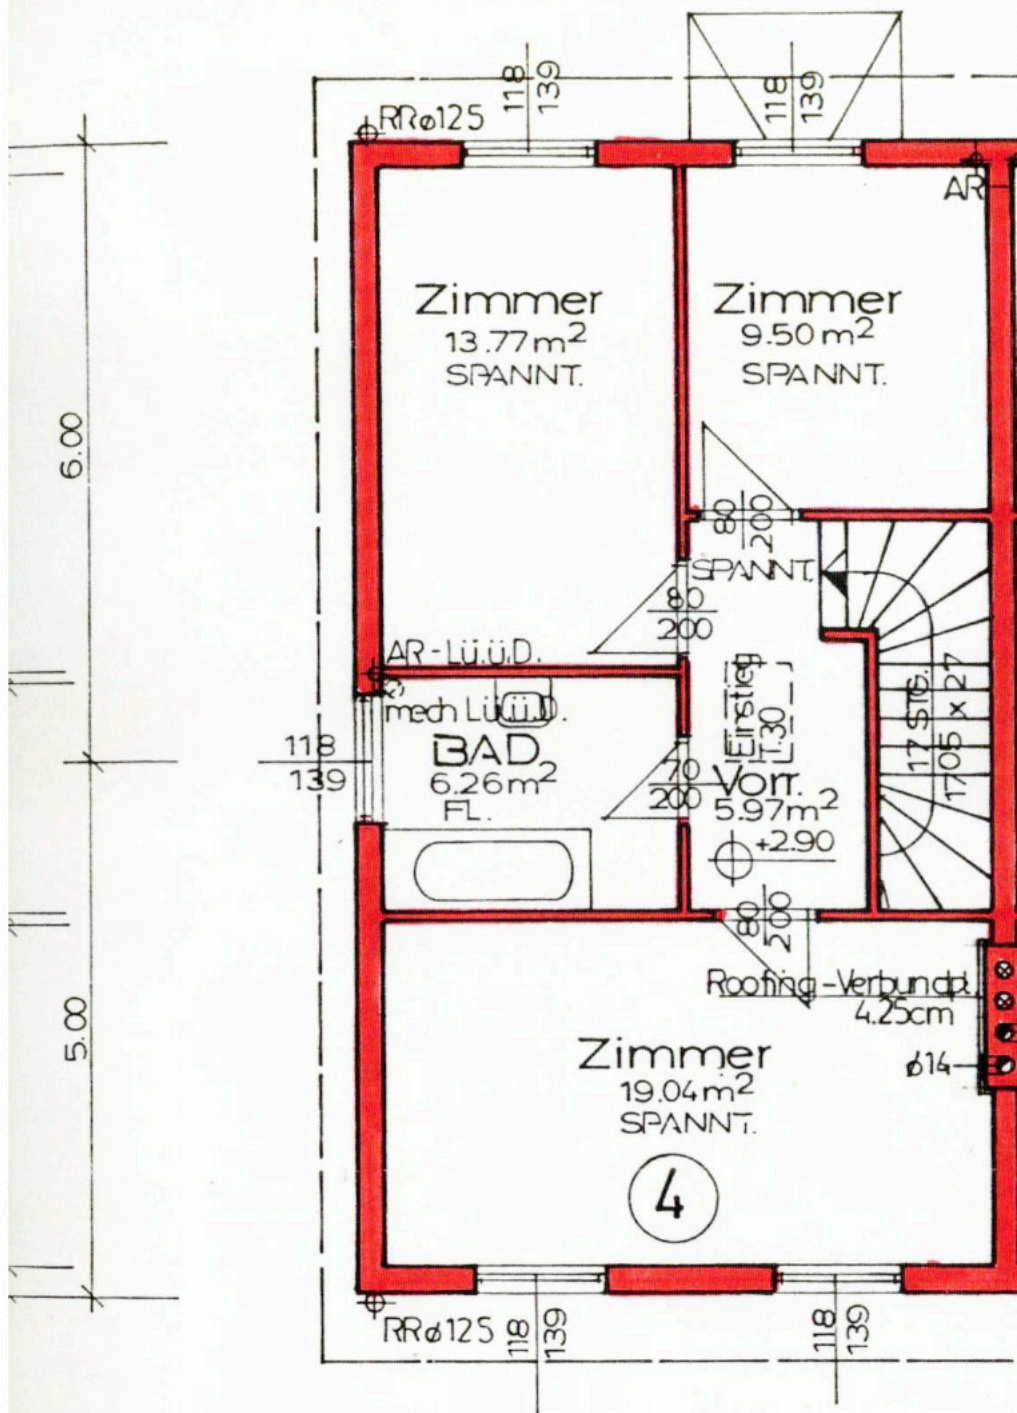 118
139
118
139
RRø125
AR
Zimmer
13.77m²
SPANNT.
Zimmer
9.50m²
SPANNT.
6.00
80
200
SPANNT.
80
200
AR-Lü.ü.D.
mech Lü.ü.D.
Einstieg
T.30
17 STG.
17.05 x 27
118
139
BAD
6.26m²
FL.
70
200
Vorr.
5.97m²
+2.90
80
200
Roofing-Verbundpl.
4.25cm
5.00
Zimmer
19.04m²
SPANNT.
ø14
4
RRø125
118
139
118
139